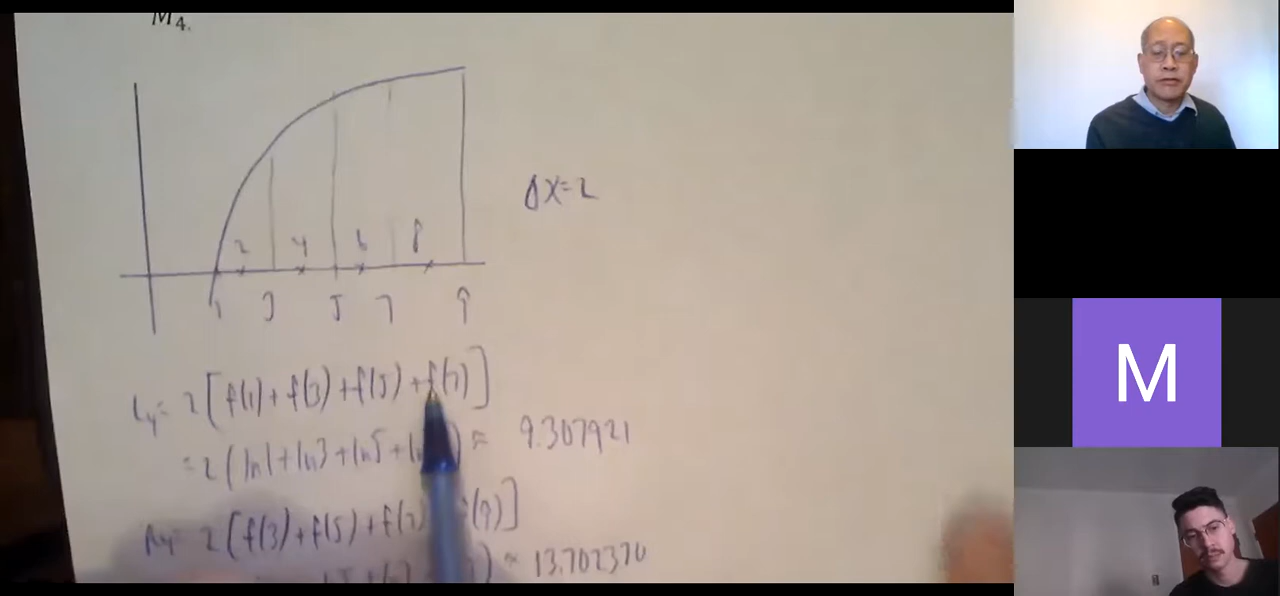 M4.
Δx=2
2 4 6 8
1 3 5 7 9
L4= 2[f(1)+f(3)+f(5)+f(7)]
=2(ln1+ln3+ln5+ ) ≈ 9.307921
R4= 2[f(3)+f(5)+f(7) (9)]
) ≈ 13.702370
M